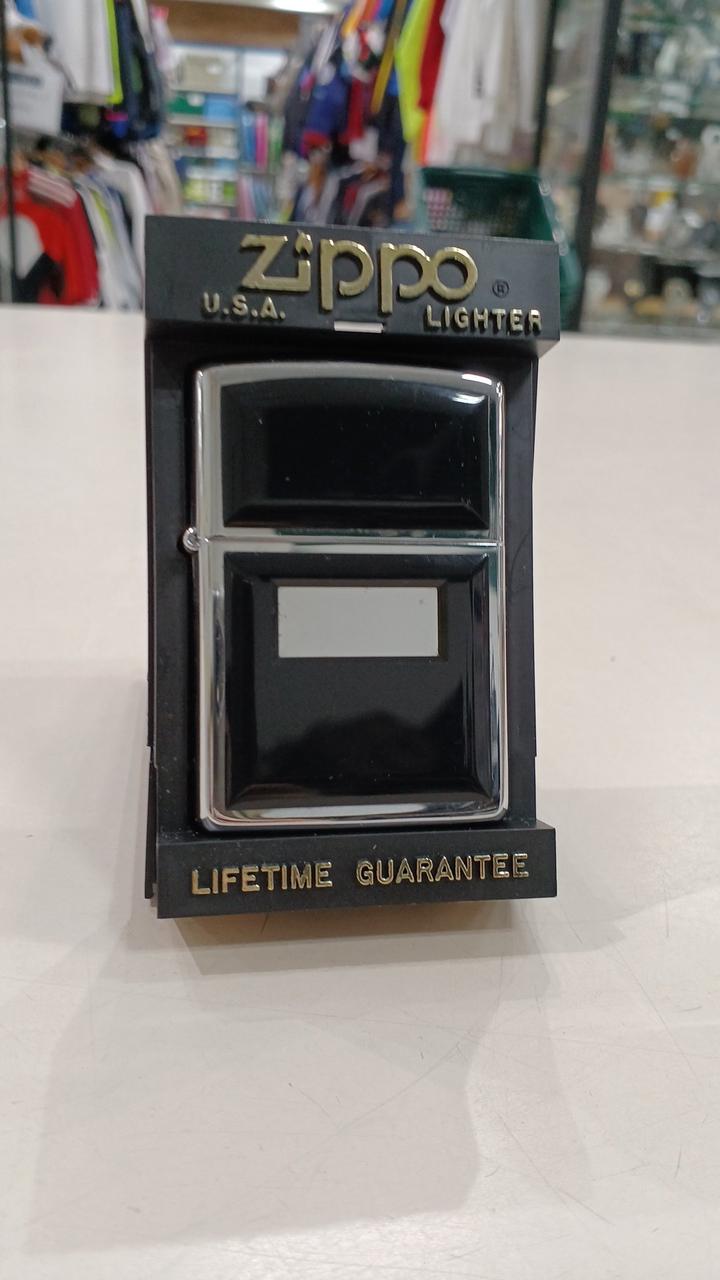 Zippo ®
U.S.A. LIGHTER
LIFETIME GUARANTEE